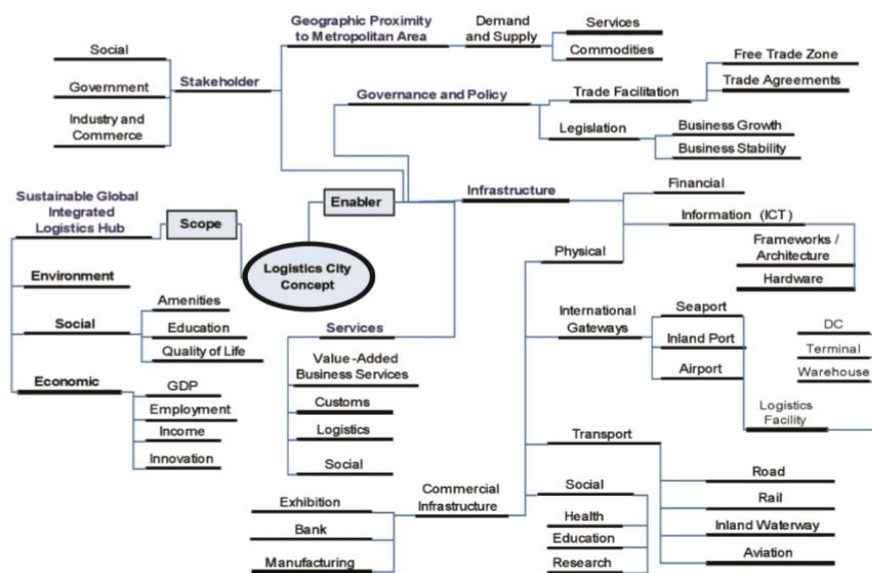 Geographic Proximity
to Metropolitan Area
Demand
and Supply
Services
Commodities
Social
Government
Industry and
Commerce
Stakeholder
Governance and Policy
Trade Facilitation
Free Trade Zone
Trade Agreements
Legislation
Business Growth
Business Stability
Sustainable Global
Integrated
Logistics Hub
Scope
Enabler
Logistics City
Concept
Infrastructure
Financial
Information (ICT)
Frameworks /
Architecture
Hardware
Physical
Environment
Social
Amenities
Education
Quality of Life
Economic
GDP
Employment
Income
Innovation
Services
Value -Added
Business Services
Customs
Logistics
Social
International
Gateways
Seaport
Inland Port
Airport
DC
Terminal
Warehouse
Logistics
Facility
Transport
Road
Rail
Inland Waterway
Aviation
Social
Health
Education
Research
Commercial
Infrastructure
Exhibition
Bank
Manufacturing